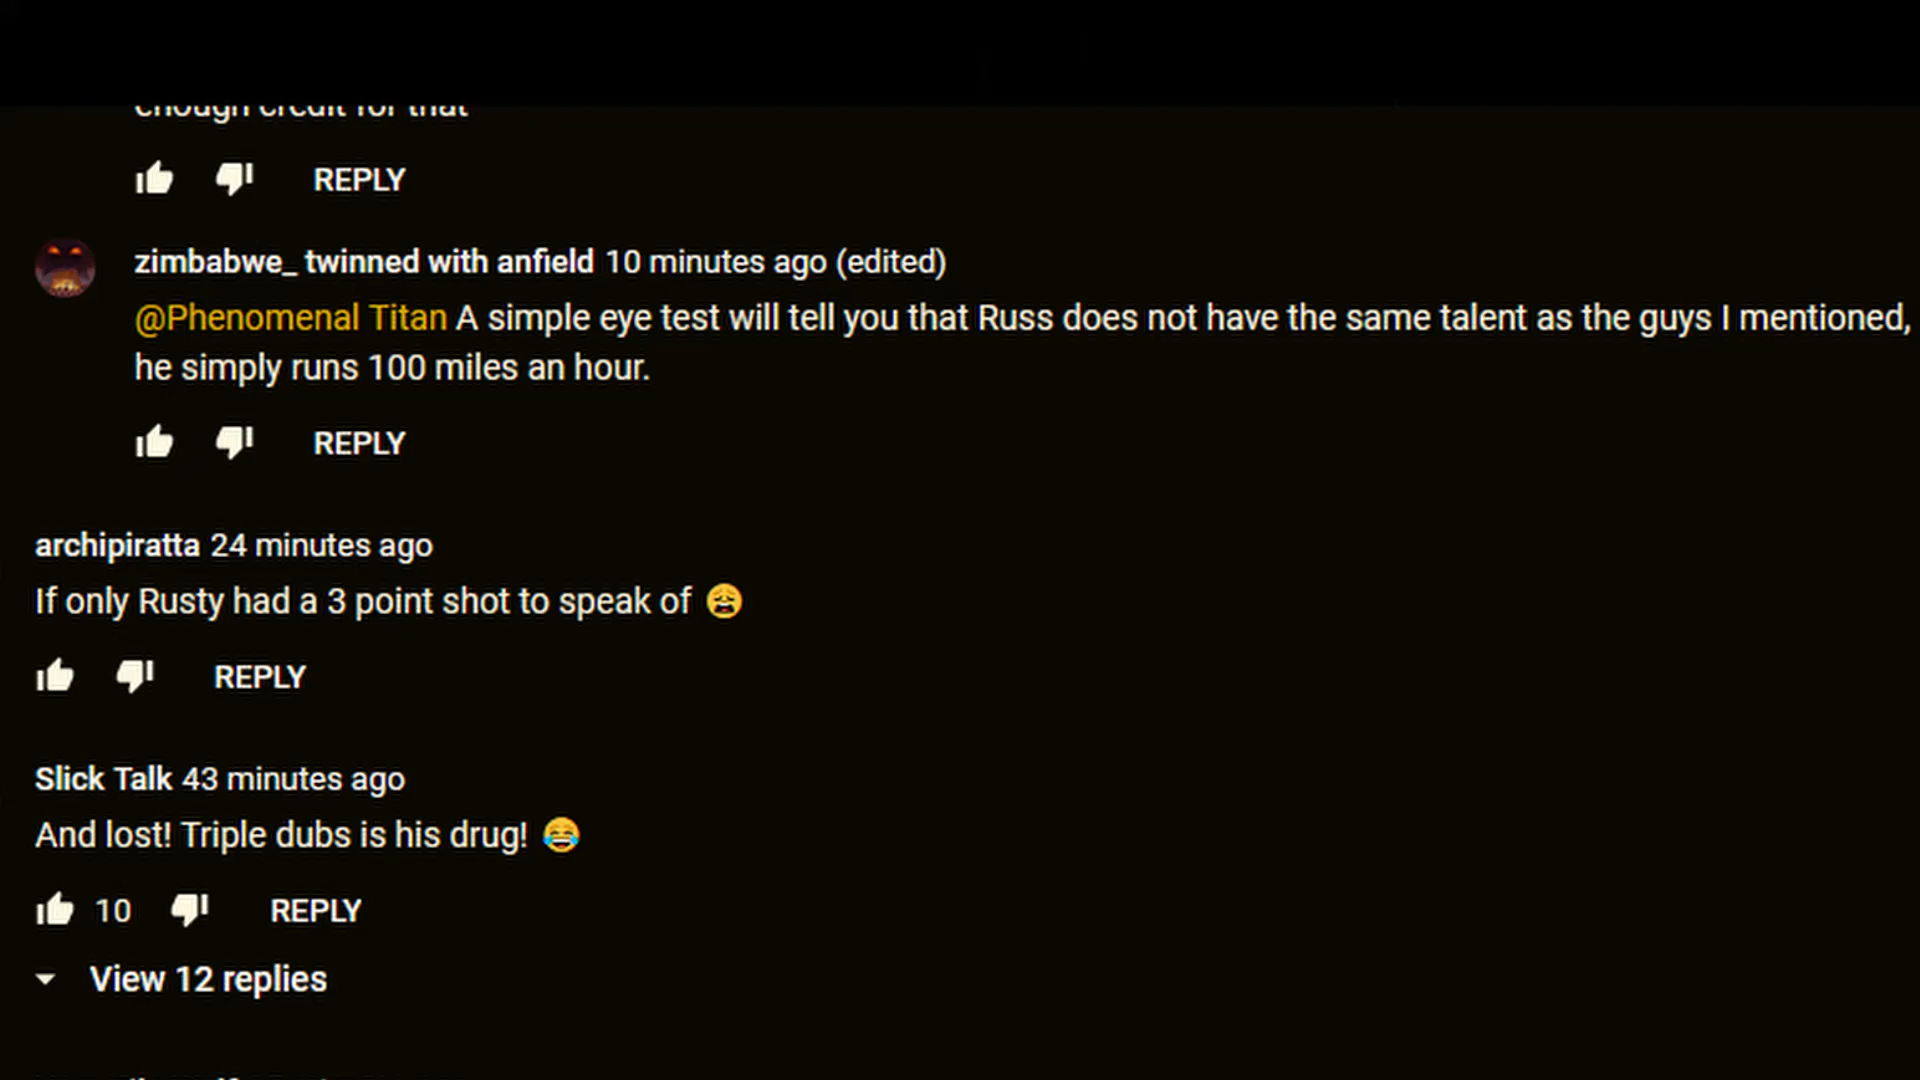 enough credit for that
REPLY
zimbabwe_ twinned with anfield 10 minutes ago (edited)
@Phenomenal Titan A simple eye test will tell you that Russ does not have the same talent as the guys I mentioned,
he simply runs 100 miles an hour.
REPLY
archipiratta 24 minutes ago
If only Rusty had a 3 point shot to speak of 😩
REPLY
Slick Talk 43 minutes ago
And lost! Triple dubs is his drug! 😂
10 REPLY
View 12 replies